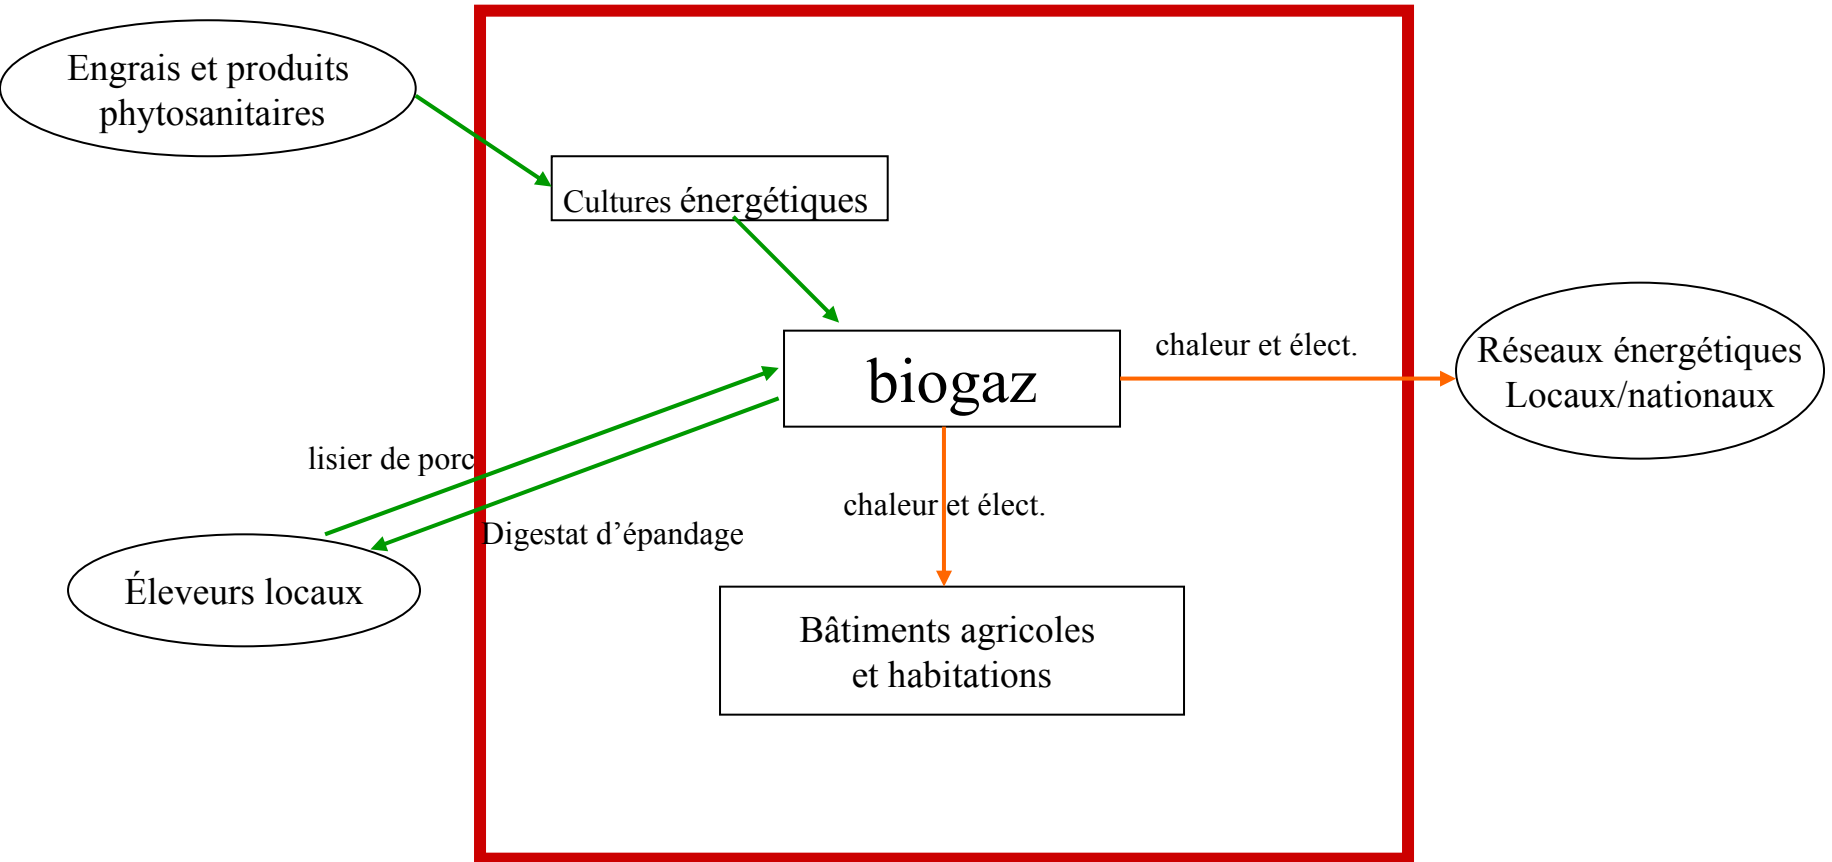 Engrais et produits
phytosanitaires
Cultures énergétiques
biogaz
chaleur et élect.
Réseaux énergétiques
Locaux/nationaux
lisier de porc
chaleur et élect.
Digestat d’épandage
Éleveurs locaux
Bâtiments agricoles
et habitations